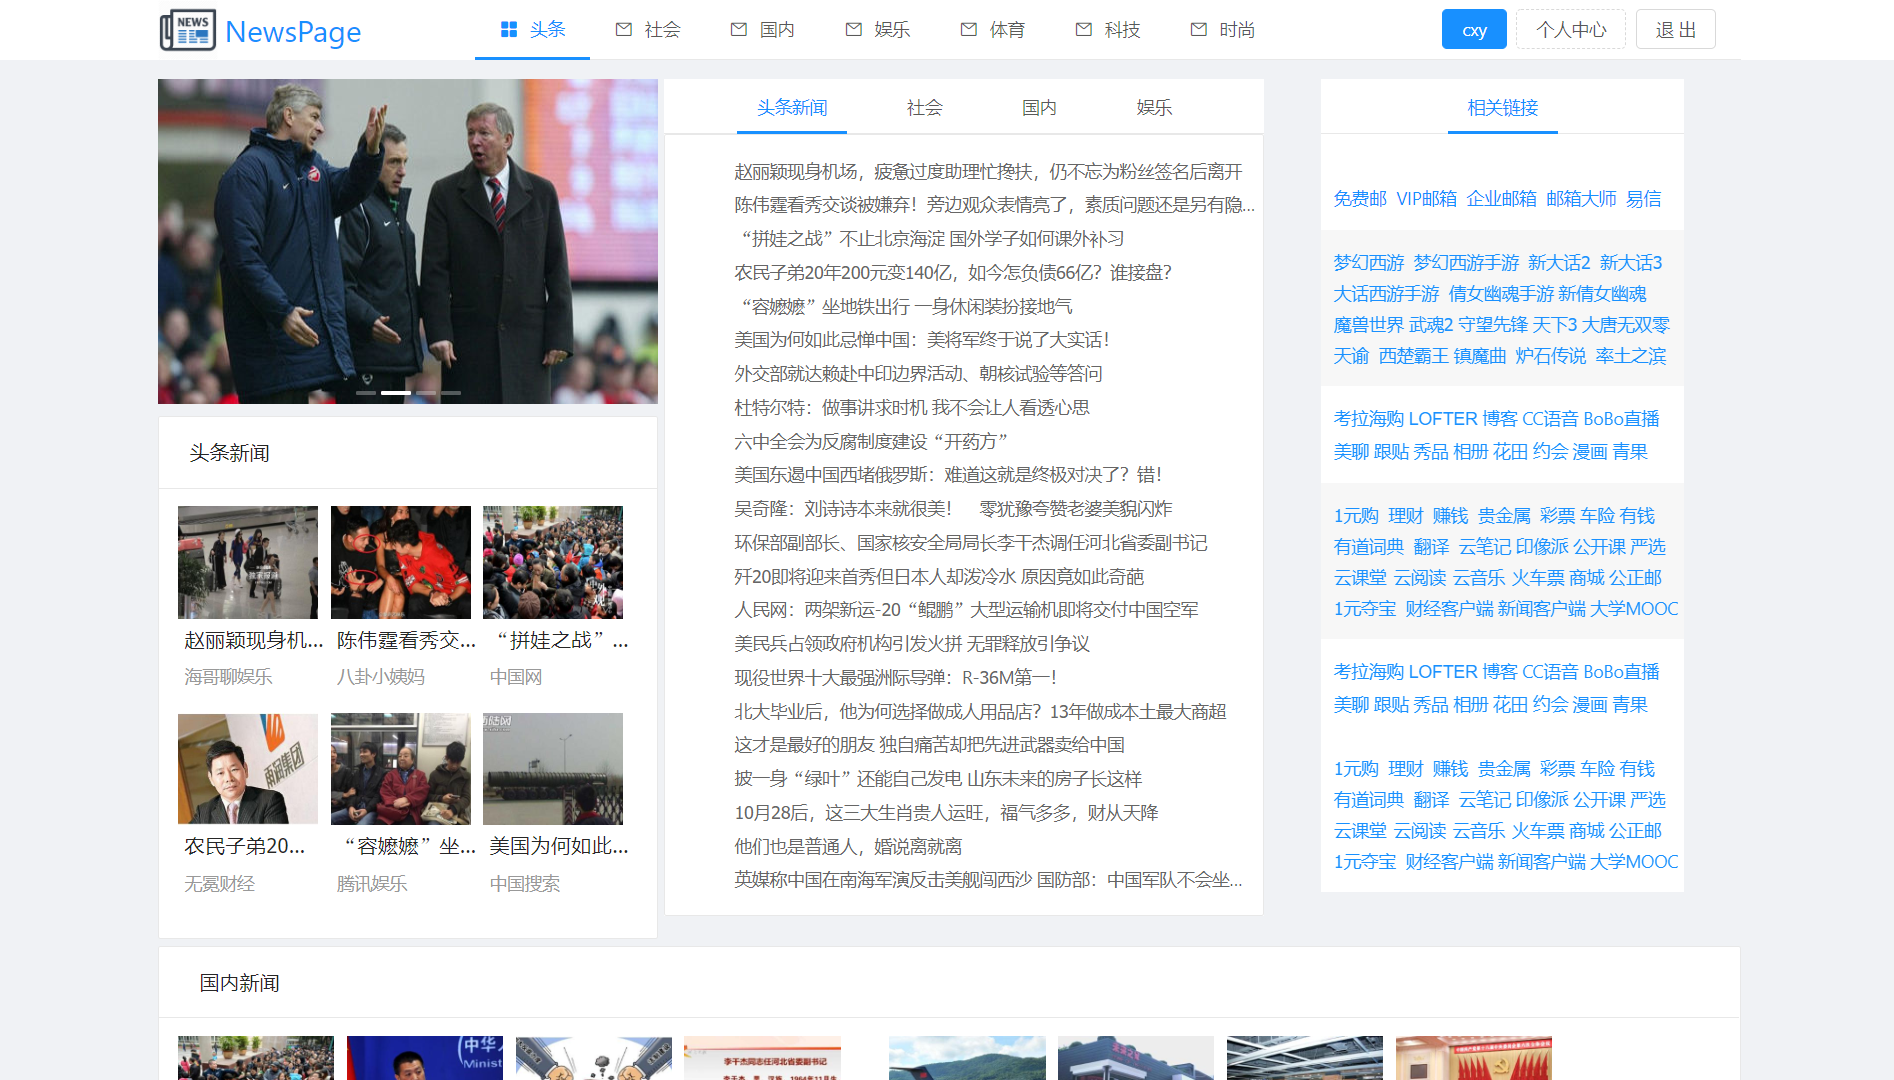 NEWS
NewsPage
头条
社会
国内
娱乐
体育
科技
时尚
cxy
个人中心
退 出
头条新闻
社会
国内
娱乐
赵丽颖现身机场，疲惫过度助理忙搀扶，仍不忘为粉丝签名后离开
陈伟霆看秀交谈被嫌弃！旁边观众表情亮了，素质问题还是另有隐...
“拼娃之战”不止北京海淀 国外学子如何课外补习
农民子弟20年200元变140亿，如今怎负债66亿？谁接盘？
“容嬷嬷”坐地铁出行 一身休闲装扮接地气
美国为何如此忌惮中国：美将军终于说了大实话！
外交部就达赖赴中印边界活动、朝核试验等答问
杜特尔特：做事讲求时机 我不会让人看透心思
六中全会为反腐制度建设“开药方”
美国东遏中国西堵俄罗斯：难道这就是终极对决了？错！
吴奇隆：刘诗诗本来就很美！　零犹豫夸赞老婆美貌闪炸
环保部副部长、国家核安全局局长李干杰调任河北省委副书记
歼20即将迎来首秀但日本人却泼冷水 原因竟如此奇葩
人民网：两架新运-20“鲲鹏”大型运输机即将交付中国空军
美民兵占领政府机构引发火拼 无罪释放引争议
现役世界十大最强洲际导弹：R-36M第一！
北大毕业后，他为何选择做成人用品店？13年做成本土最大商超
这才是最好的朋友 独自痛苦却把先进武器卖给中国
披一身“绿叶”还能自己发电 山东未来的房子长这样
10月28后，这三大生肖贵人运旺，福气多多，财从天降
他们也是普通人，婚说离就离
英媒称中国在南海军演反击美舰闯西沙 国防部：中国军队不会坐...
相关链接
免费邮 VIP邮箱 企业邮箱 邮箱大师 易信
梦幻西游 梦幻西游手游 新大话2 新大话3
大话西游手游 倩女幽魂手游 新倩女幽魂
魔兽世界 武魂2 守望先锋 天下3 大唐无双零
天谕 西楚霸王 镇魔曲 炉石传说 率土之滨
考拉海购 LOFTER 博客 CC语音 BoBo直播
美聊 跟贴 秀品 相册 花田 约会 漫画 青果
1元购 理财 赚钱 贵金属 彩票 车险 有钱
有道词典 翻译 云笔记 印像派 公开课 严选
云课堂 云阅读 云音乐 火车票 商城 公正邮
1元夺宝 财经客户端 新闻客户端 大学MOOC
考拉海购 LOFTER 博客 CC语音 BoBo直播
美聊 跟贴 秀品 相册 花田 约会 漫画 青果
1元购 理财 赚钱 贵金属 彩票 车险 有钱
有道词典 翻译 云笔记 印像派 公开课 严选
云课堂 云阅读 云音乐 火车票 商城 公正邮
1元夺宝 财经客户端 新闻客户端 大学MOOC
头条新闻
赵丽颖现身机...
海哥聊娱乐
陈伟霆看秀交...
八卦小姨妈
“拼娃之战”...
中国网
农民子弟20...
无冕财经
“容嬷嬷”坐...
腾讯娱乐
美国为何如此...
中国搜索
国内新闻
李干杰同志任河北省委副书记